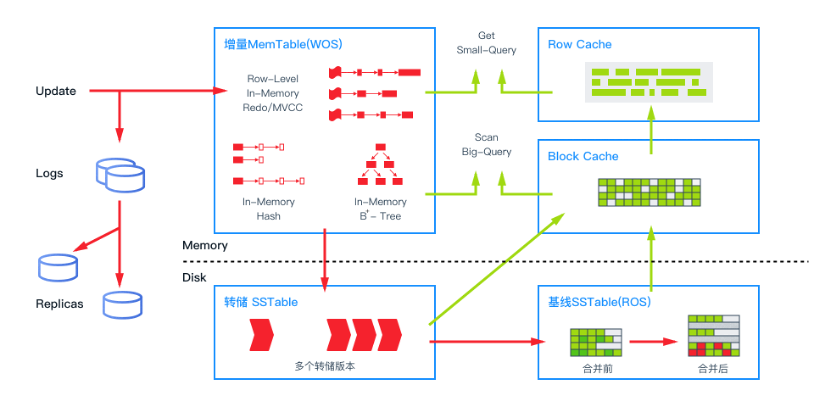 增量MemTable(WOS)
Get
Small-Query
Row Cache
Update
Row-Level
In-Memory
Redo/MVCC
Logs
Scan
Big-Query
Block Cache
In-Memory
Hash
In-Memory
B+- Tree
Memory
Disk
Replicas
转储 SSTable
多个转储版本
基线SSTable(ROS)
合并前
合并后